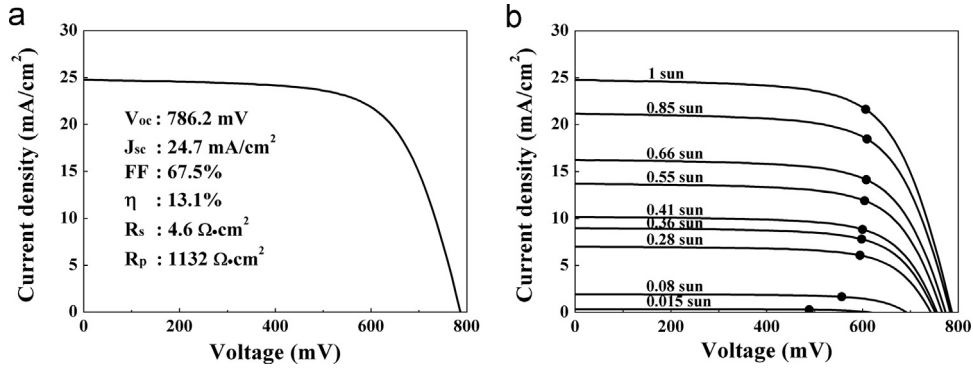 a
Current density (mA/cm²)
30
25
20
15
10
5
0
Voc : 786.2 mV
Jsc : 24.7 mA/cm²
FF : 67.5%
η : 13.1%
Rs : 4.6 Ω•cm²
Rp : 1132 Ω•cm²
0 200 400 600 800
Voltage (mV)
b
Current density (mA/cm²)
30
25
20
15
10
5
0
1 sun
0.85 sun
0.66 sun
0.55 sun
0.41 sun
0.36 sun
0.28 sun
0.08 sun
0.015 sun
0 200 400 600 800
Voltage (mV)